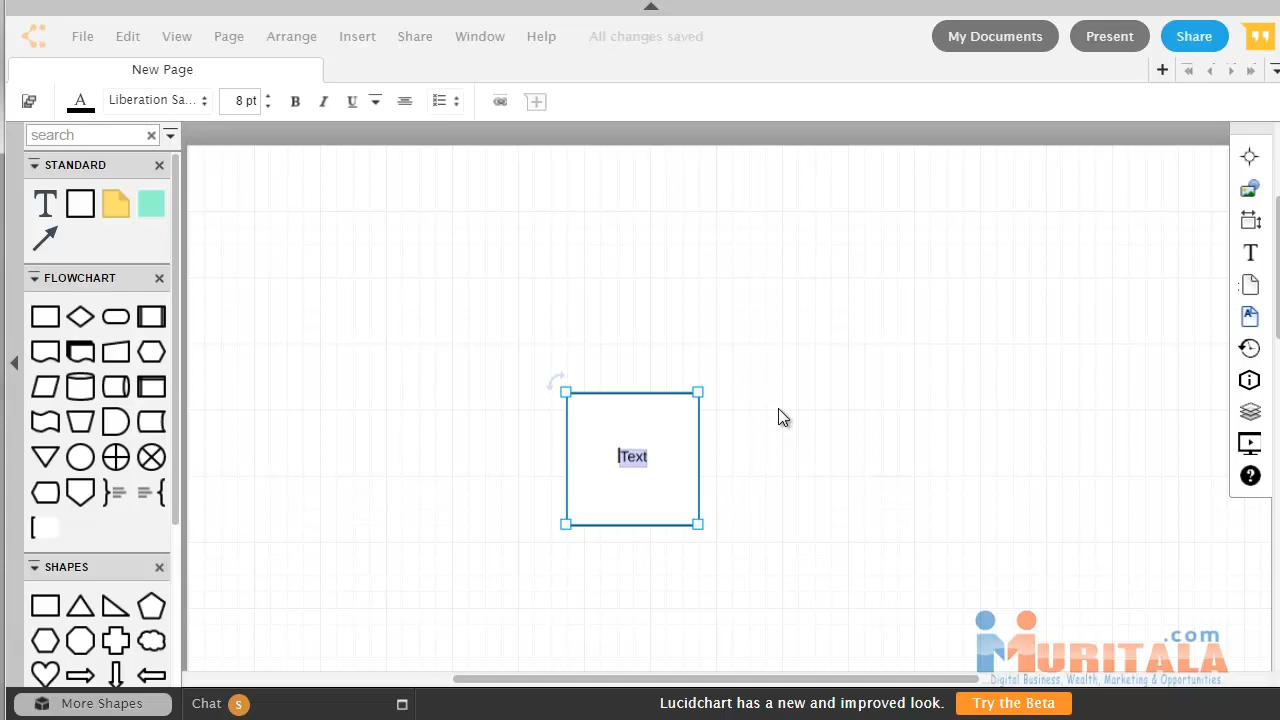 File Edit View Page Arrange Insert Share Window Help All changes saved My Documents Present Share
New Page
A Liberation Sa... 8 pt B I U
search
STANDARD
T
FLOWCHART
Text
SHAPES
T
A
.com
MURITALA
...Digital Business, Wealth, Marketing & Opportunities.
More Shapes Chat S Lucidchart has a new and improved look. Try the Beta